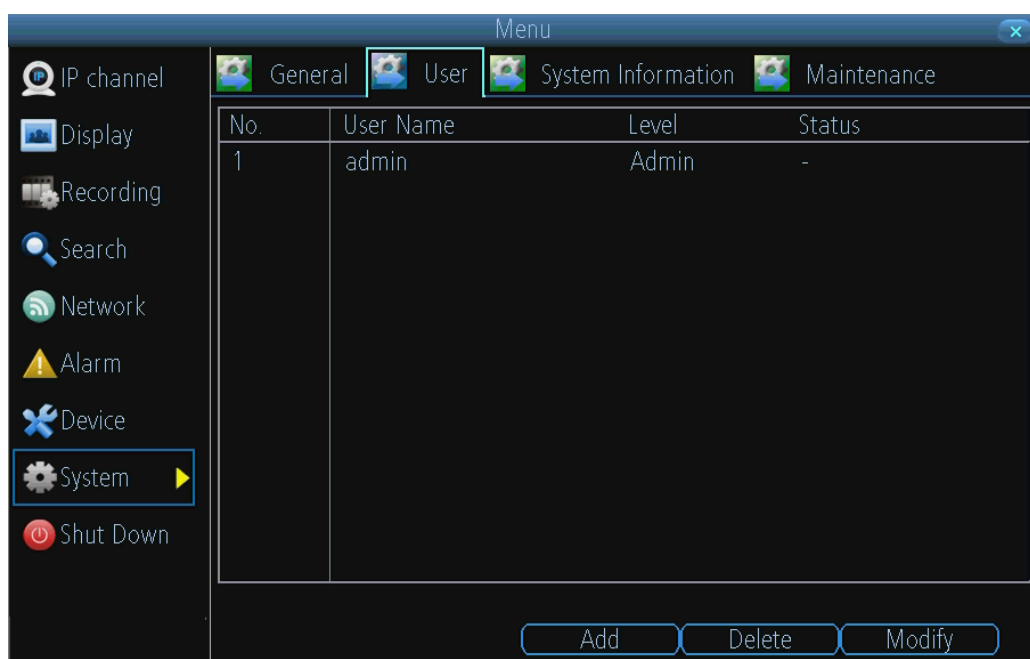 Menu
IP channel
Display
Recording
Search
Network
Alarm
Device
System
Shut Down
General User System Information Maintenance
No. User Name Level Status
1 admin Admin -
Add Delete Modify